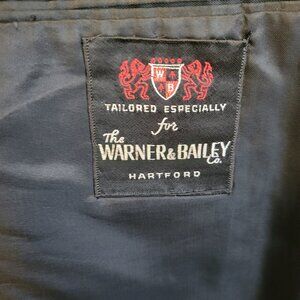 W
B
TAILORED ESPECIALLY
for
The
WARNER & BAILEY
Co.
HARTFORD